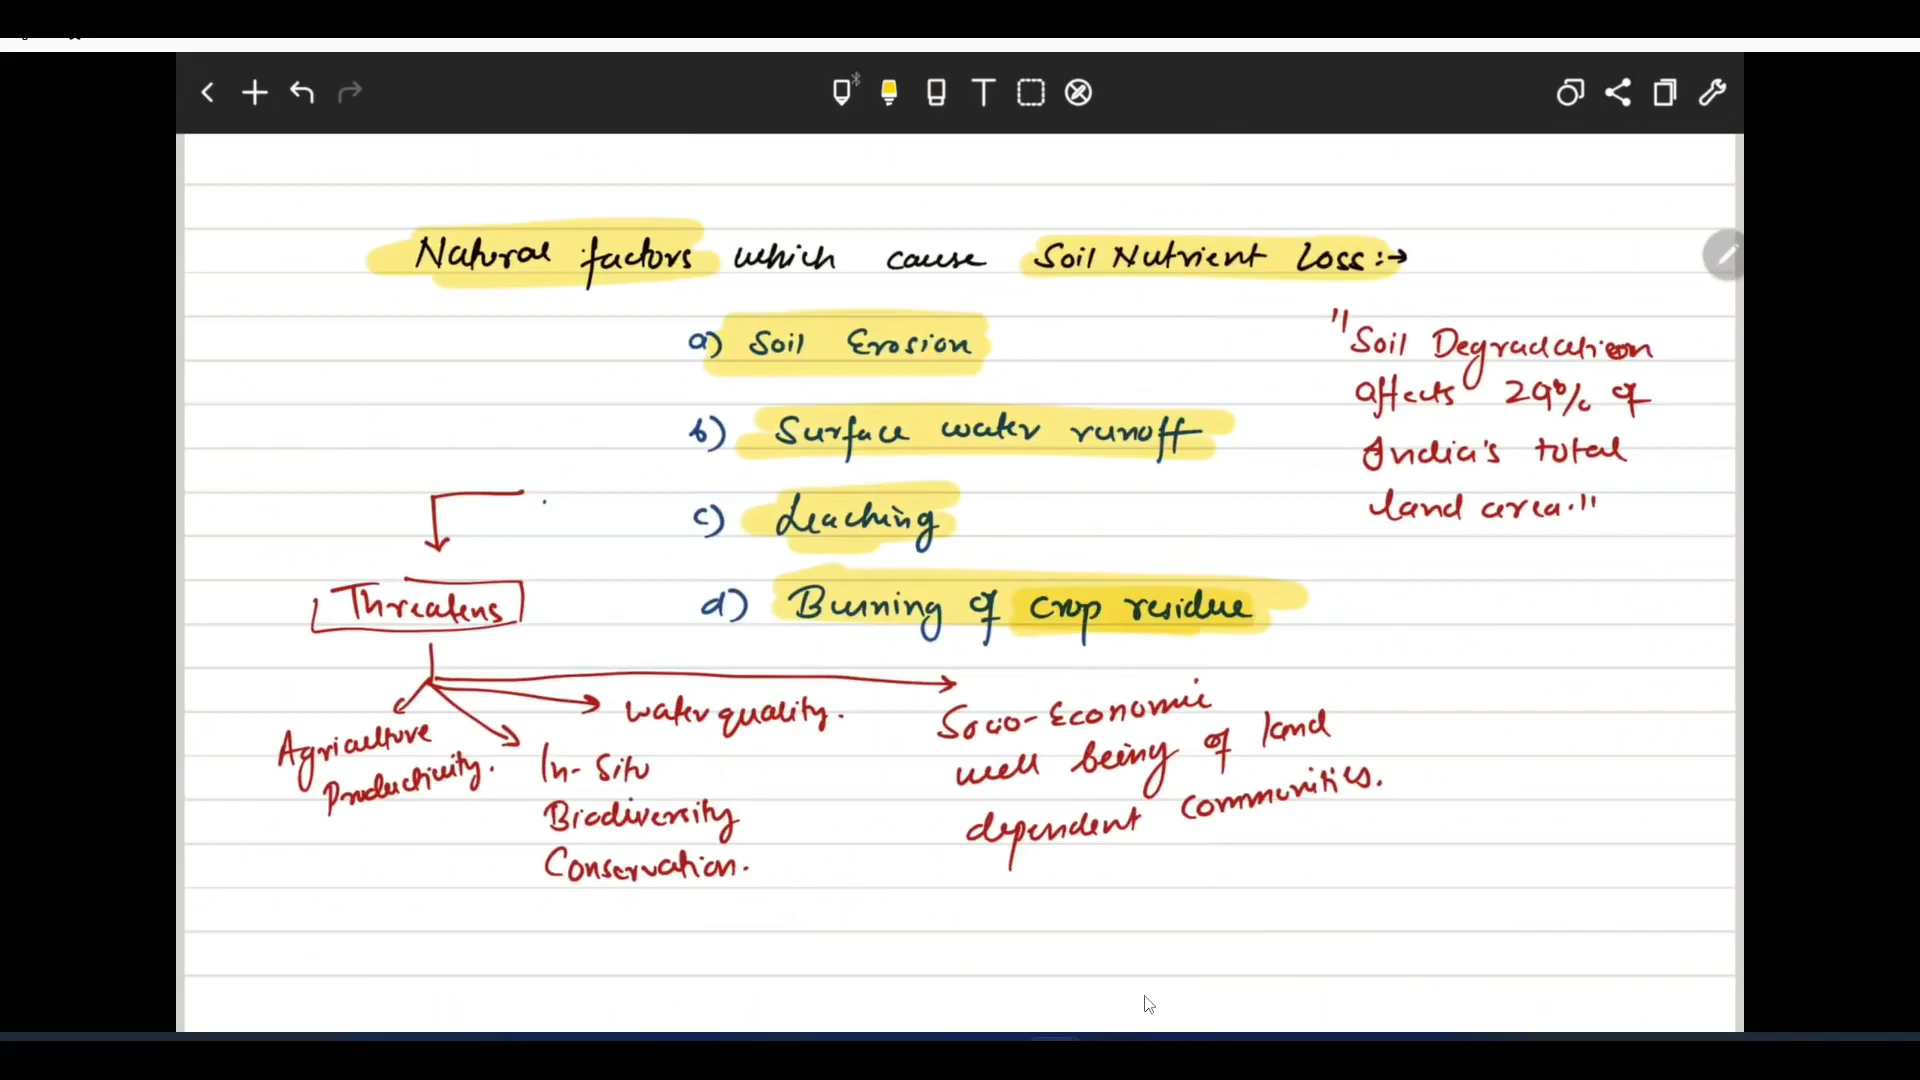 Natural factors which cause Soil Nutrient Loss:→
a) Soil Erosion
b) Surface water runoff
c) Leaching
d) Burning of crop residue
"Soil Degradation
affects 29% of
India's total
land area."
Threatens
Agriculture
Productivity.
In-Situ
Biodiversity
Conservation.
Water quality.
Socio-Economic
well being of land
dependent communities.